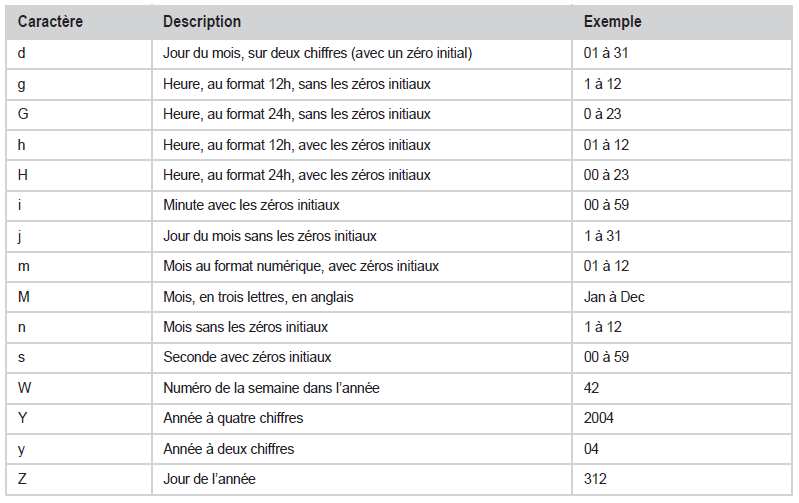 Caractère Description Exemple
d Jour du mois, sur deux chiffres (avec un zéro initial) 01 à 31
g Heure, au format 12h, sans les zéros initiaux 1 à 12
G Heure, au format 24h, sans les zéros initiaux 0 à 23
h Heure, au format 12h, avec les zéros initiaux 01 à 12
H Heure, au format 24h, avec les zéros initiaux 00 à 23
i Minute avec les zéros initiaux 00 à 59
j Jour du mois sans les zéros initiaux 1 à 31
m Mois au format numérique, avec zéros initiaux 01 à 12
M Mois, en trois lettres, en anglais Jan à Dec
n Mois sans les zéros initiaux 1 à 12
s Seconde avec zéros initiaux 00 à 59
W Numéro de la semaine dans l’année 42
Y Année à quatre chiffres 2004
y Année à deux chiffres 04
Z Jour de l’année 312